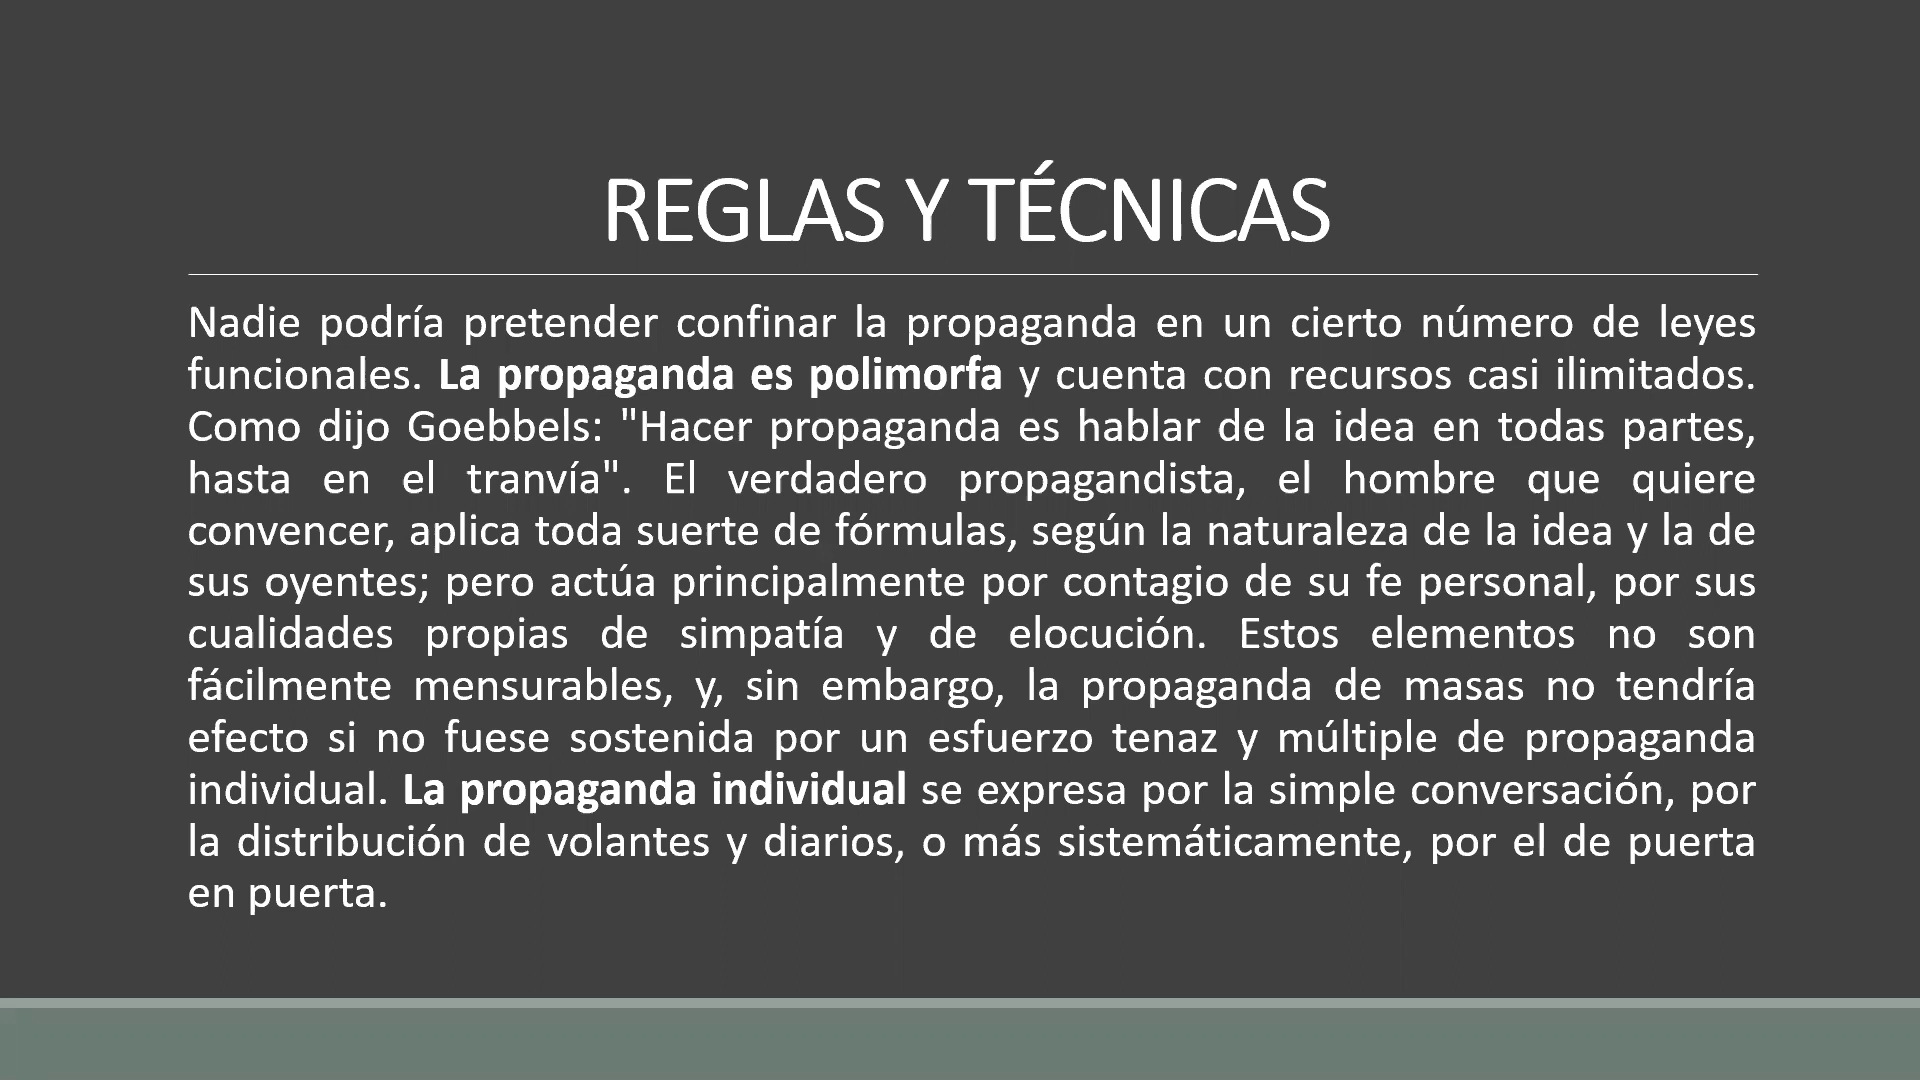 REGLAS Y TÉCNICAS
Nadie podría pretender confinar la propaganda en un cierto número de leyes
funcionales. La propaganda es polimorfa y cuenta con recursos casi ilimitados.
Como dijo Goebbels: "Hacer propaganda es hablar de la idea en todas partes,
hasta en el tranvía". El verdadero propagandista, el hombre que quiere
convencer, aplica toda suerte de fórmulas, según la naturaleza de la idea y la de
sus oyentes; pero actúa principalmente por contagio de su fe personal, por sus
cualidades propias de simpatía y de elocución. Estos elementos no son
fácilmente mensurables, y, sin embargo, la propaganda de masas no tendría
efecto si no fuese sostenida por un esfuerzo tenaz y múltiple de propaganda
individual. La propaganda individual se expresa por la simple conversación, por
la distribución de volantes y diarios, o más sistemáticamente, por el de puerta
en puerta.